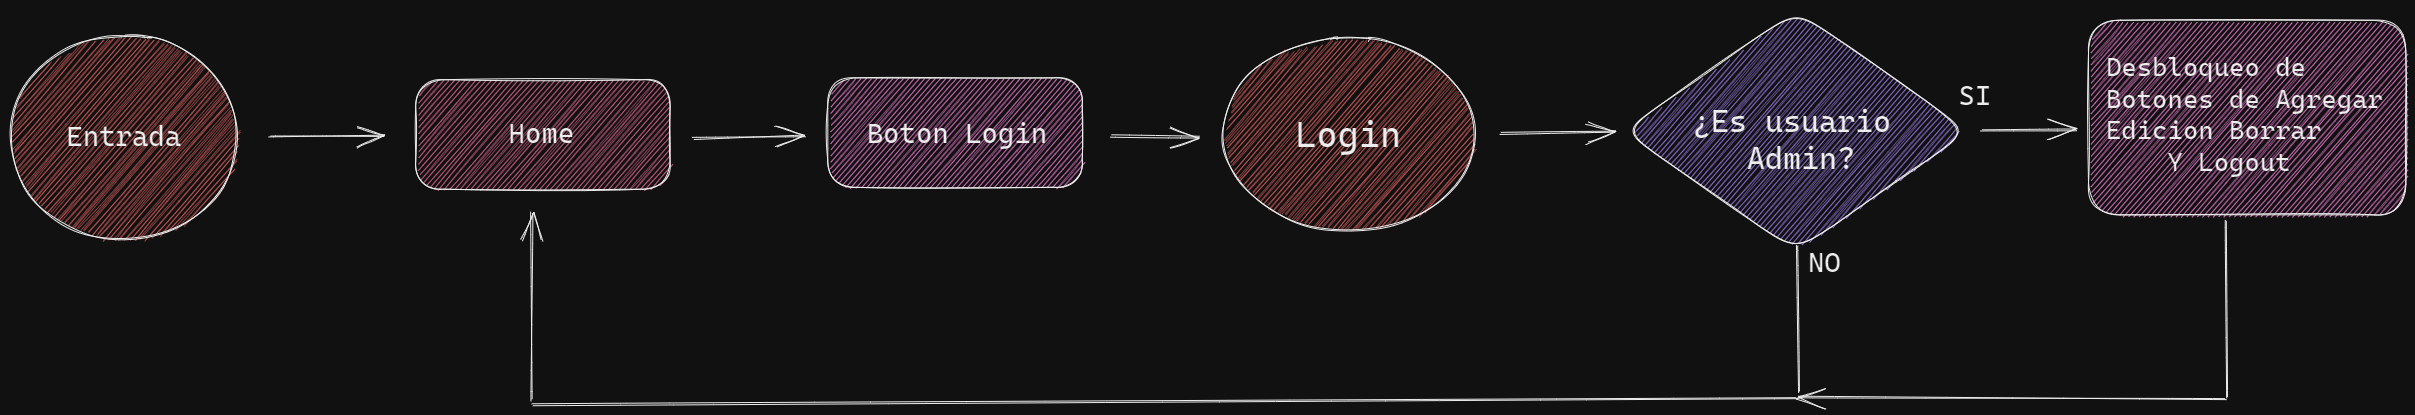 Entrada
Home
Boton Login
Login
¿Es usuario
Admin?
SI
NO
Desbloqueo de
Botones de Agregar
Edicion Borrar
Y Logout